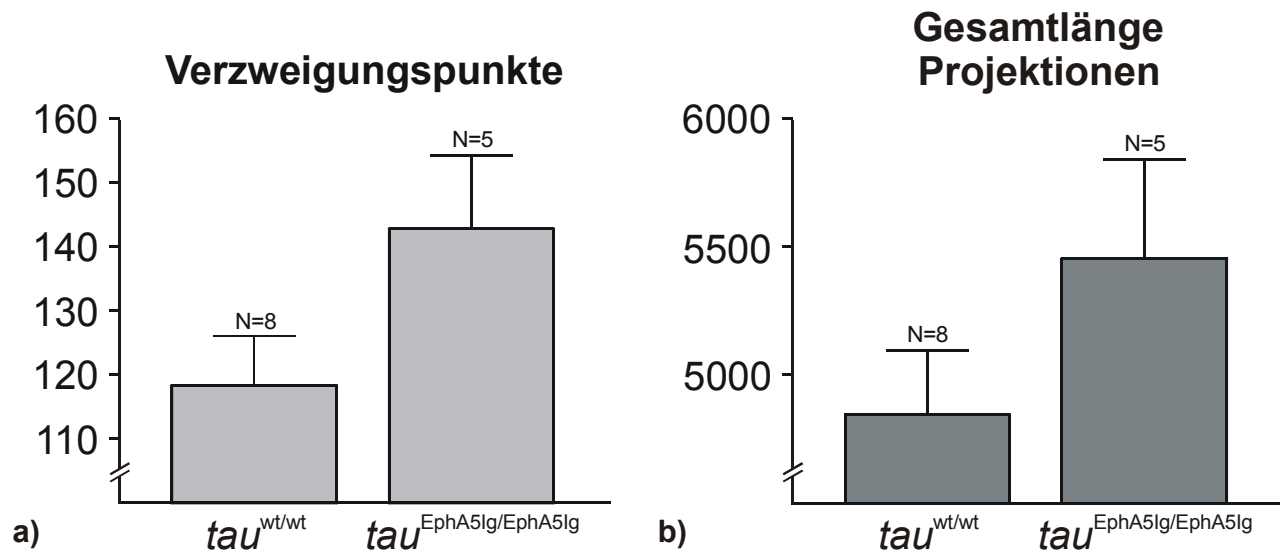 Verzweigungspunkte
160
150
140
130
120
110
N=8
N=5
tau^wt/wt
tau^EphA5Ig/EphA5Ig
a)
Gesamtlänge
Projektionen
6000
5500
5000
N=8
N=5
tau^wt/wt
tau^EphA5Ig/EphA5Ig
b)